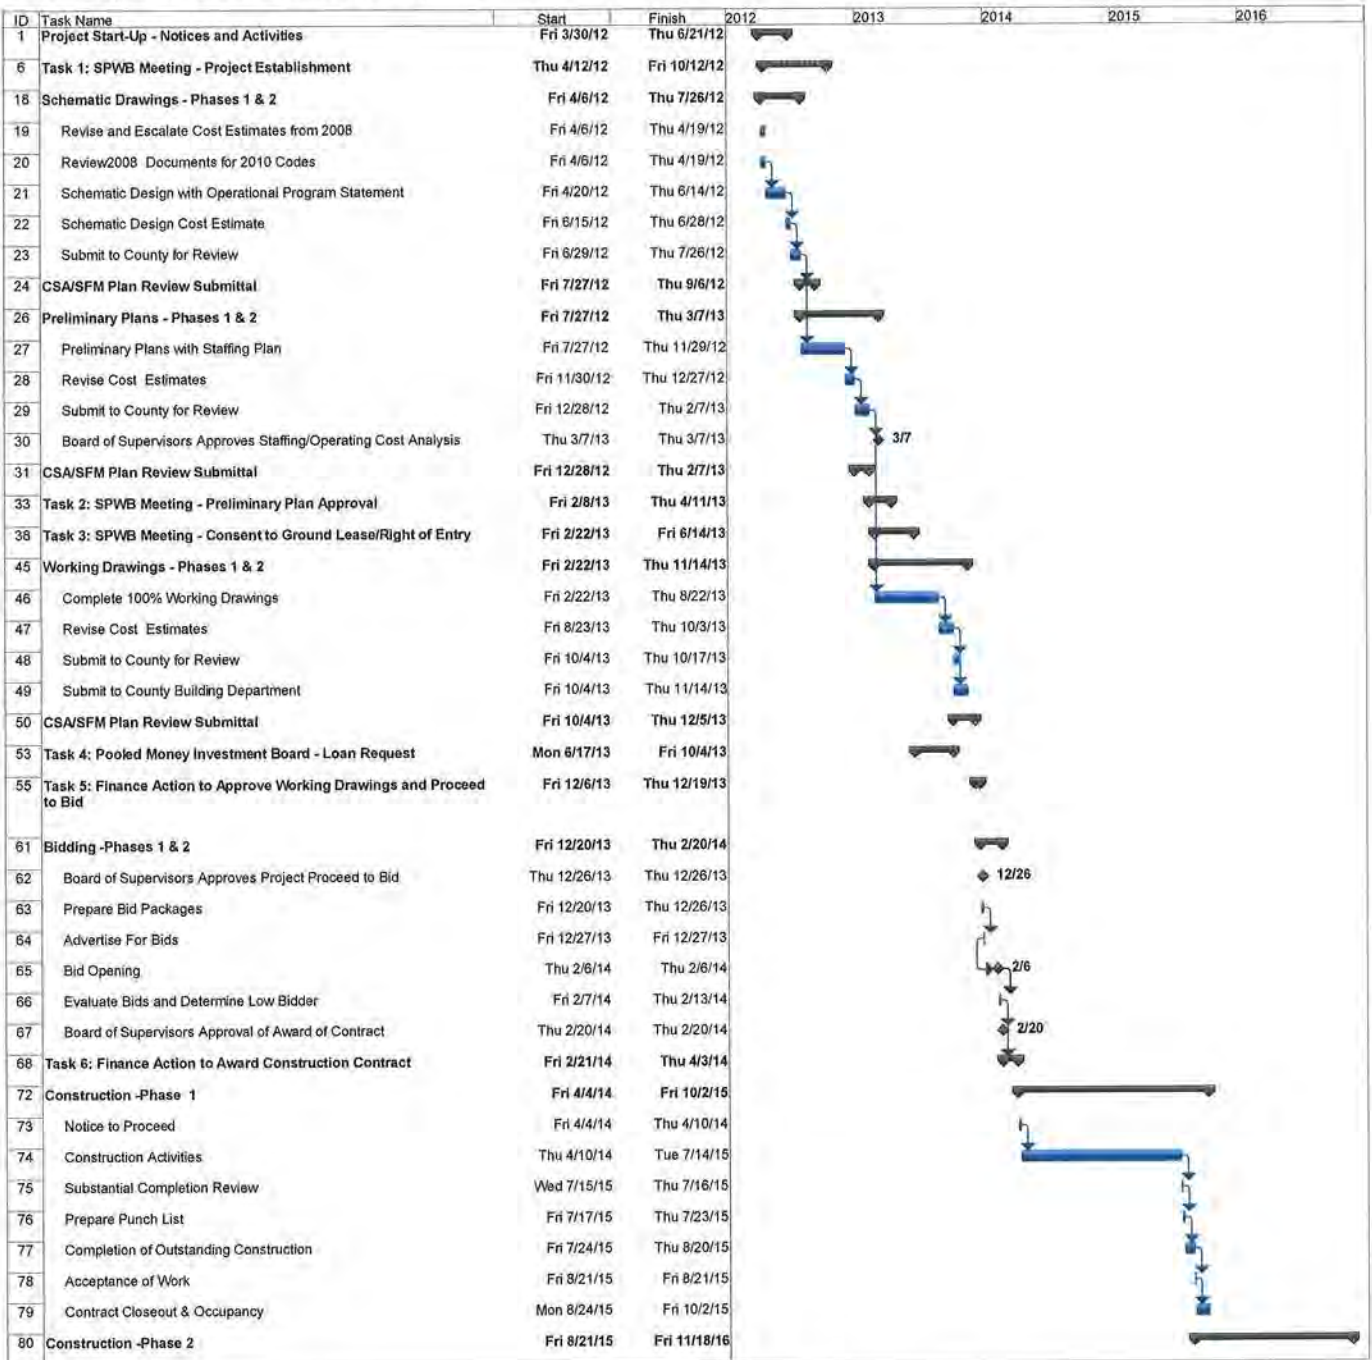 ID Task Name Start Finish 2012 2013 2014 2015 2016
1 Project Start-Up - Notices and Activities Fri 3/30/12 Thu 6/21/12
6 Task 1: SPWB Meeting - Project Establishment Thu 4/12/12 Fri 10/12/12
18 Schematic Drawings - Phases 1 & 2 Fri 4/6/12 Thu 7/26/12
19 Revise and Escalate Cost Estimates from 2008 Fri 4/6/12 Thu 4/19/12
20 Review2008 Documents for 2010 Codes Fri 4/6/12 Thu 4/19/12
21 Schematic Design with Operational Program Statement Fri 4/20/12 Thu 6/14/12
22 Schematic Design Cost Estimate Fri 6/15/12 Thu 6/28/12
23 Submit to County for Review Fri 6/29/12 Thu 7/26/12
24 CSA/SFM Plan Review Submittal Fri 7/27/12 Thu 9/6/12
26 Preliminary Plans - Phases 1 & 2 Fri 7/27/12 Thu 3/7/13
27 Preliminary Plans with Staffing Plan Fri 7/27/12 Thu 11/29/12
28 Revise Cost Estimates Fri 11/30/12 Thu 12/27/12
29 Submit to County for Review Fri 12/28/12 Thu 2/7/13
30 Board of Supervisors Approves Staffing/Operating Cost Analysis Thu 3/7/13 Thu 3/7/13 3/7
31 CSA/SFM Plan Review Submittal Fri 12/28/12 Thu 2/7/13
33 Task 2: SPWB Meeting - Preliminary Plan Approval Fri 2/8/13 Thu 4/11/13
38 Task 3: SPWB Meeting - Consent to Ground Lease/Right of Entry Fri 2/22/13 Fri 6/14/13
45 Working Drawings - Phases 1 & 2 Fri 2/22/13 Thu 11/14/13
46 Complete 100% Working Drawings Fri 2/22/13 Thu 8/22/13
47 Revise Cost Estimates Fri 8/23/13 Thu 10/3/13
48 Submit to County for Review Fri 10/4/13 Thu 10/17/13
49 Submit to County Building Department Fri 10/4/13 Thu 11/14/13
50 CSA/SFM Plan Review Submittal Fri 10/4/13 Thu 12/5/13
53 Task 4: Pooled Money Investment Board - Loan Request Mon 6/17/13 Fri 10/4/13
55 Task 5: Finance Action to Approve Working Drawings and Proceed Fri 12/6/13 Thu 12/19/13
to Bid
61 Bidding -Phases 1 & 2 Fri 12/20/13 Thu 2/20/14
62 Board of Supervisors Approves Project Proceed to Bid Thu 12/26/13 Thu 12/26/13 12/26
63 Prepare Bid Packages Fri 12/20/13 Thu 12/26/13
64 Advertise For Bids Fri 12/27/13 Fri 12/27/13
65 Bid Opening Thu 2/6/14 Thu 2/6/14 2/6
66 Evaluate Bids and Determine Low Bidder Fri 2/7/14 Thu 2/13/14
67 Board of Supervisors Approval of Award of Contract Thu 2/20/14 Thu 2/20/14 2/20
68 Task 6: Finance Action to Award Construction Contract Fri 2/21/14 Thu 4/3/14
72 Construction -Phase 1 Fri 4/4/14 Fri 10/2/15
73 Notice to Proceed Fri 4/4/14 Thu 4/10/14
74 Construction Activities Thu 4/10/14 Tue 7/14/15
75 Substantial Completion Review Wed 7/15/15 Thu 7/16/15
76 Prepare Punch List Fri 7/17/15 Thu 7/23/15
77 Completion of Outstanding Construction Fri 7/24/15 Thu 8/20/15
78 Acceptance of Work Fri 8/21/15 Fri 8/21/15
79 Contract Closeout & Occupancy Mon 8/24/15 Fri 10/2/15
80 Construction -Phase 2 Fri 8/21/15 Fri 11/18/16